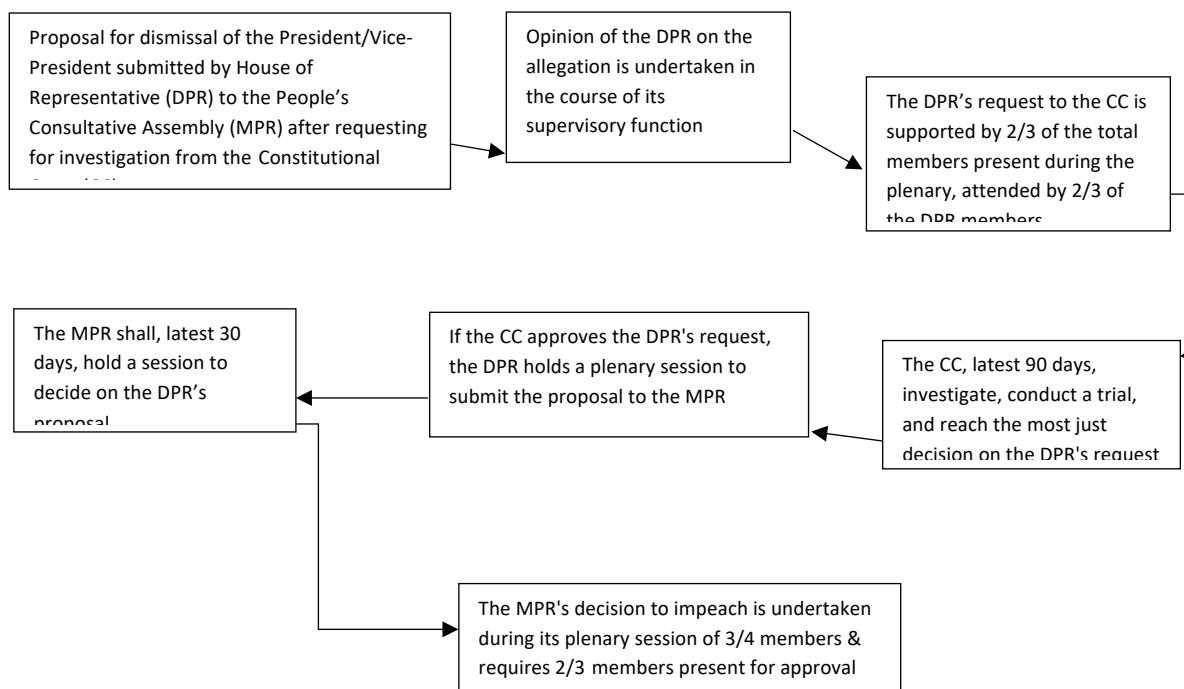 Proposal for dismissal of the President/Vice-
President submitted by House of
Representative (DPR) to the People's
Consultative Assembly (MPR) after requesting
for investigation from the Constitutional
Opinion of the DPR on the
allegation is undertaken in
the course of its
supervisory function
The DPR's request to the CC is
supported by 2/3 of the total
members present during the
plenary, attended by 2/3 of
the DPR members
The CC, latest 90 days,
investigate, conduct a trial,
and reach the most just
decision on the DPR's request
If the CC approves the DPR's request,
the DPR holds a plenary session to
submit the proposal to the MPR
The MPR shall, latest 30
days, hold a session to
decide on the DPR's
proposal
The MPR's decision to impeach is undertaken
during its plenary session of 3/4 members &
requires 2/3 members present for approval